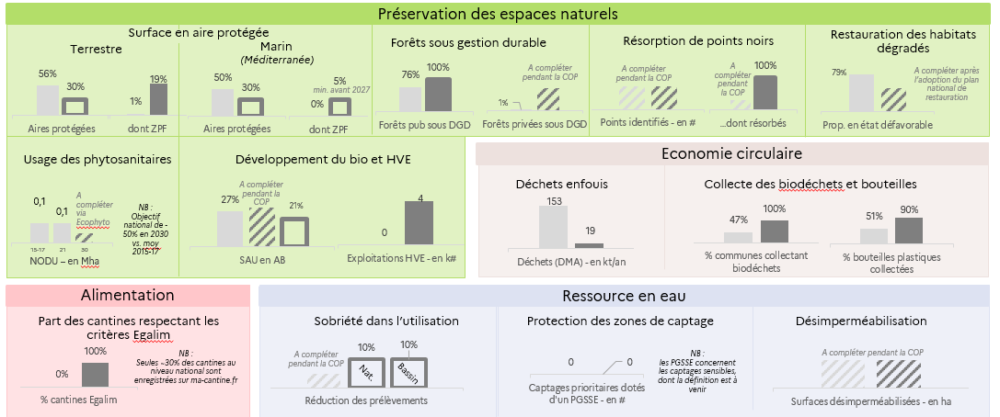 Préservation des espaces naturels
Surface en aire protégée
Terrestre
56%
30%
Aires protégées
1%
19%
dont ZPF
Marin
(Méditerranée)
50%
30%
Aires protégées
0%
5%
min. avant 2027
dont ZPF
Forêts sous gestion durable
76%
100%
Forêts pub sous DGD
A compléter
pendant la COP
1%
Forêts privées sous DGD
Résorption de points noirs
A compléter
pendant la COP
Points identifiés - en #
A
compléter
pendant la
COP
100%
...dont résorbés
Restauration des habitats
dégradés
79%
A compléter après
l'adoption du plan
national de
restauration
Prop. en état défavorable
Usage des phytosanitaires
0,1
0,1
A
compléter
via
Ecophyto
15-17
21
30
NODU – en Mha
NB :
Objectif
national de -
50% en 2030
vs. moy
2015-17
Développement du bio et HVE
27%
A compléter
pendant la
COP
21%
SAU en AB
0
4
Exploitations HVE - en k#
Economie circulaire
Déchets enfouis
153
19
Déchets (DMA) - en kt/an
Collecte des biodéchets et bouteilles
47%
100%
% communes collectant
biodéchets
51%
90%
% bouteilles plastiques
collectées
Alimentation
Part des cantines respectant les
critères Egalim
0%
100%
% cantines Egalim
NB :
Seules ~30% des cantines au
niveau national sont
enregistrées sur ma-cantine.fr
Ressource en eau
Sobriété dans l'utilisation
A compléter
pendant la COP
10%
Nat.
10%
Bassin
Réduction des prélèvements
Protection des zones de captage
0
0
Captages prioritaires dotés
d'un PGSSE - en #
NB :
les PGSSE concernent
les captages sensibles,
dont la définition est à
venir
Désimperméabilisation
A compléter pendant la COP
Surfaces désimperméabilisées - en ha